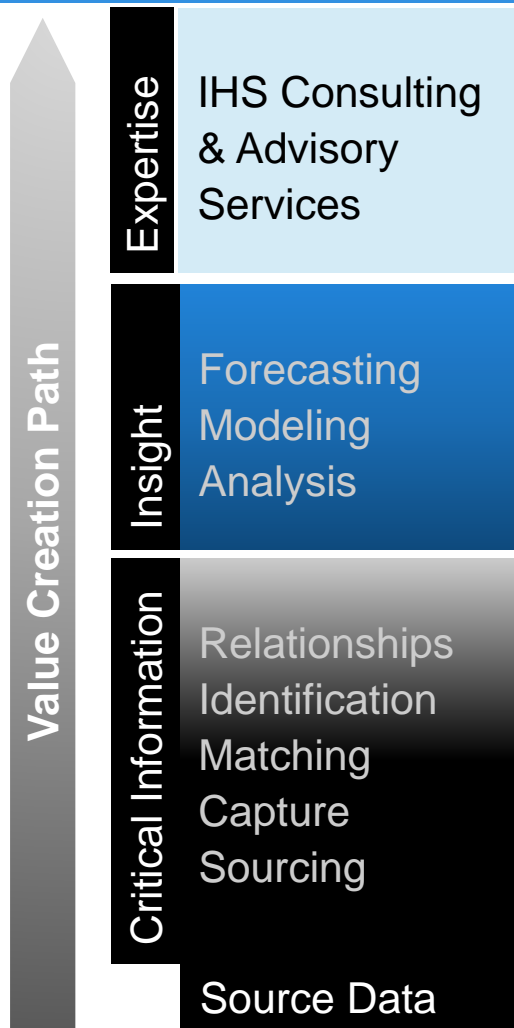 Value Creation Path
Expertise
IHS Consulting
& Advisory
Services
Insight
Forecasting
Modeling
Analysis
Critical Information
Relationships
Identification
Matching
Capture
Sourcing
Source Data